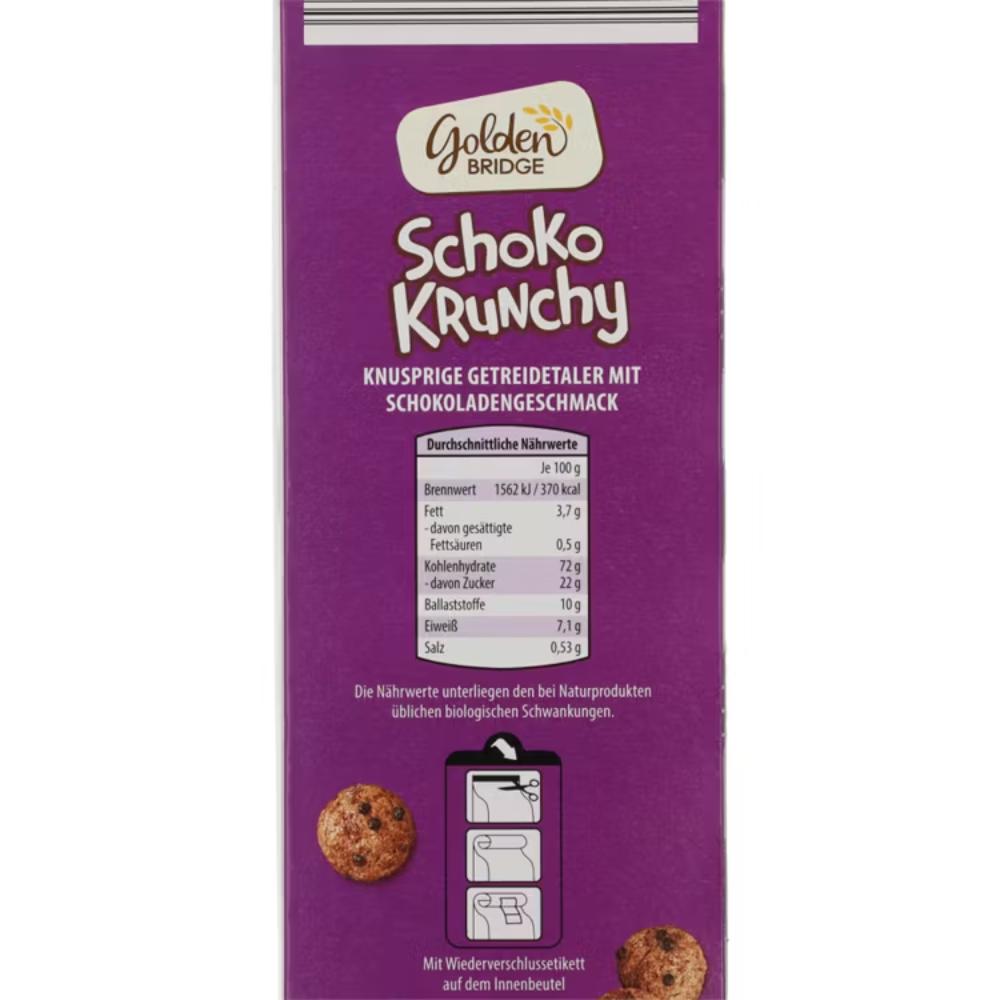 Golden
BRIDGE
Schoko
KRUNchy
KNUSPRIGE GETREIDETALER MIT
SCHOKOLADENGESCHMACK
Durchschnittliche Nährwerte
Je 100 g
Brennwert 1562 kJ / 370 kcal
Fett 3,7 g
- davon gesättigte
Fettsäuren 0,5 g
Kohlenhydrate 72 g
- davon Zucker 22 g
Ballaststoffe 10 g
Eiweiß 7,1 g
Salz 0,53 g
Die Nährwerte unterliegen den bei Naturprodukten
üblichen biologischen Schwankungen.
Mit Wiederverschlussetikett
auf dem Innenbeutel